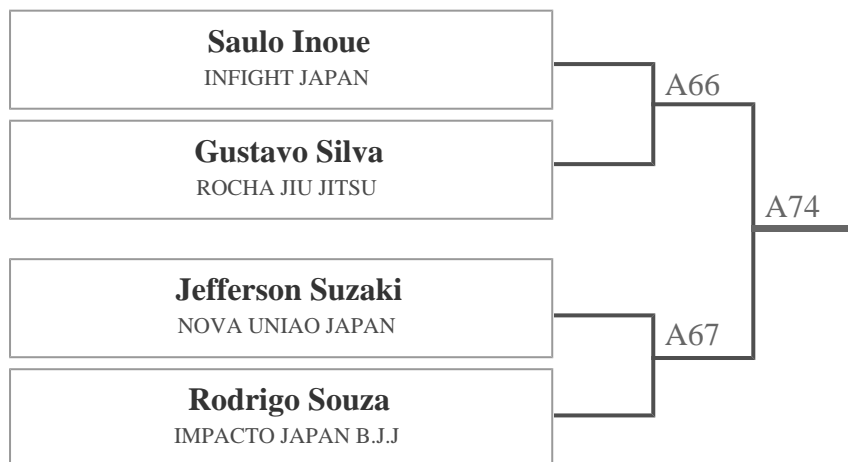 Saulo Inoue
INFIGHT JAPAN
A66
Gustavo Silva
ROCHA JIU JITSU
A74
Jefferson Suzaki
NOVA UNIAO JAPAN
A67
Rodrigo Souza
IMPACTO JAPAN B.J.J